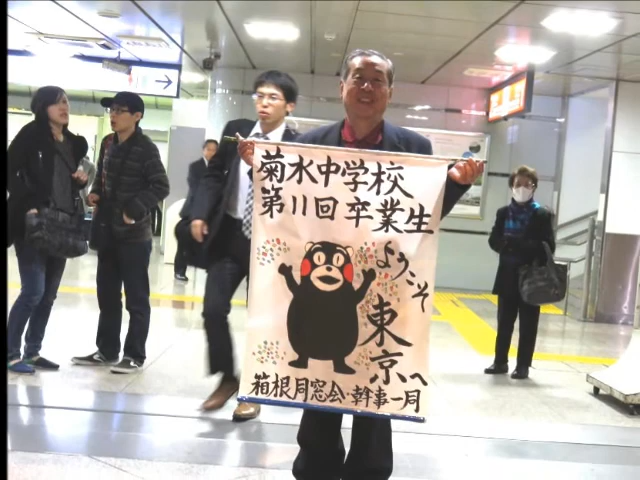 菊水中学校
第11回卒業生
ようこそ
東京へ
箱根同窓会・幹事一月